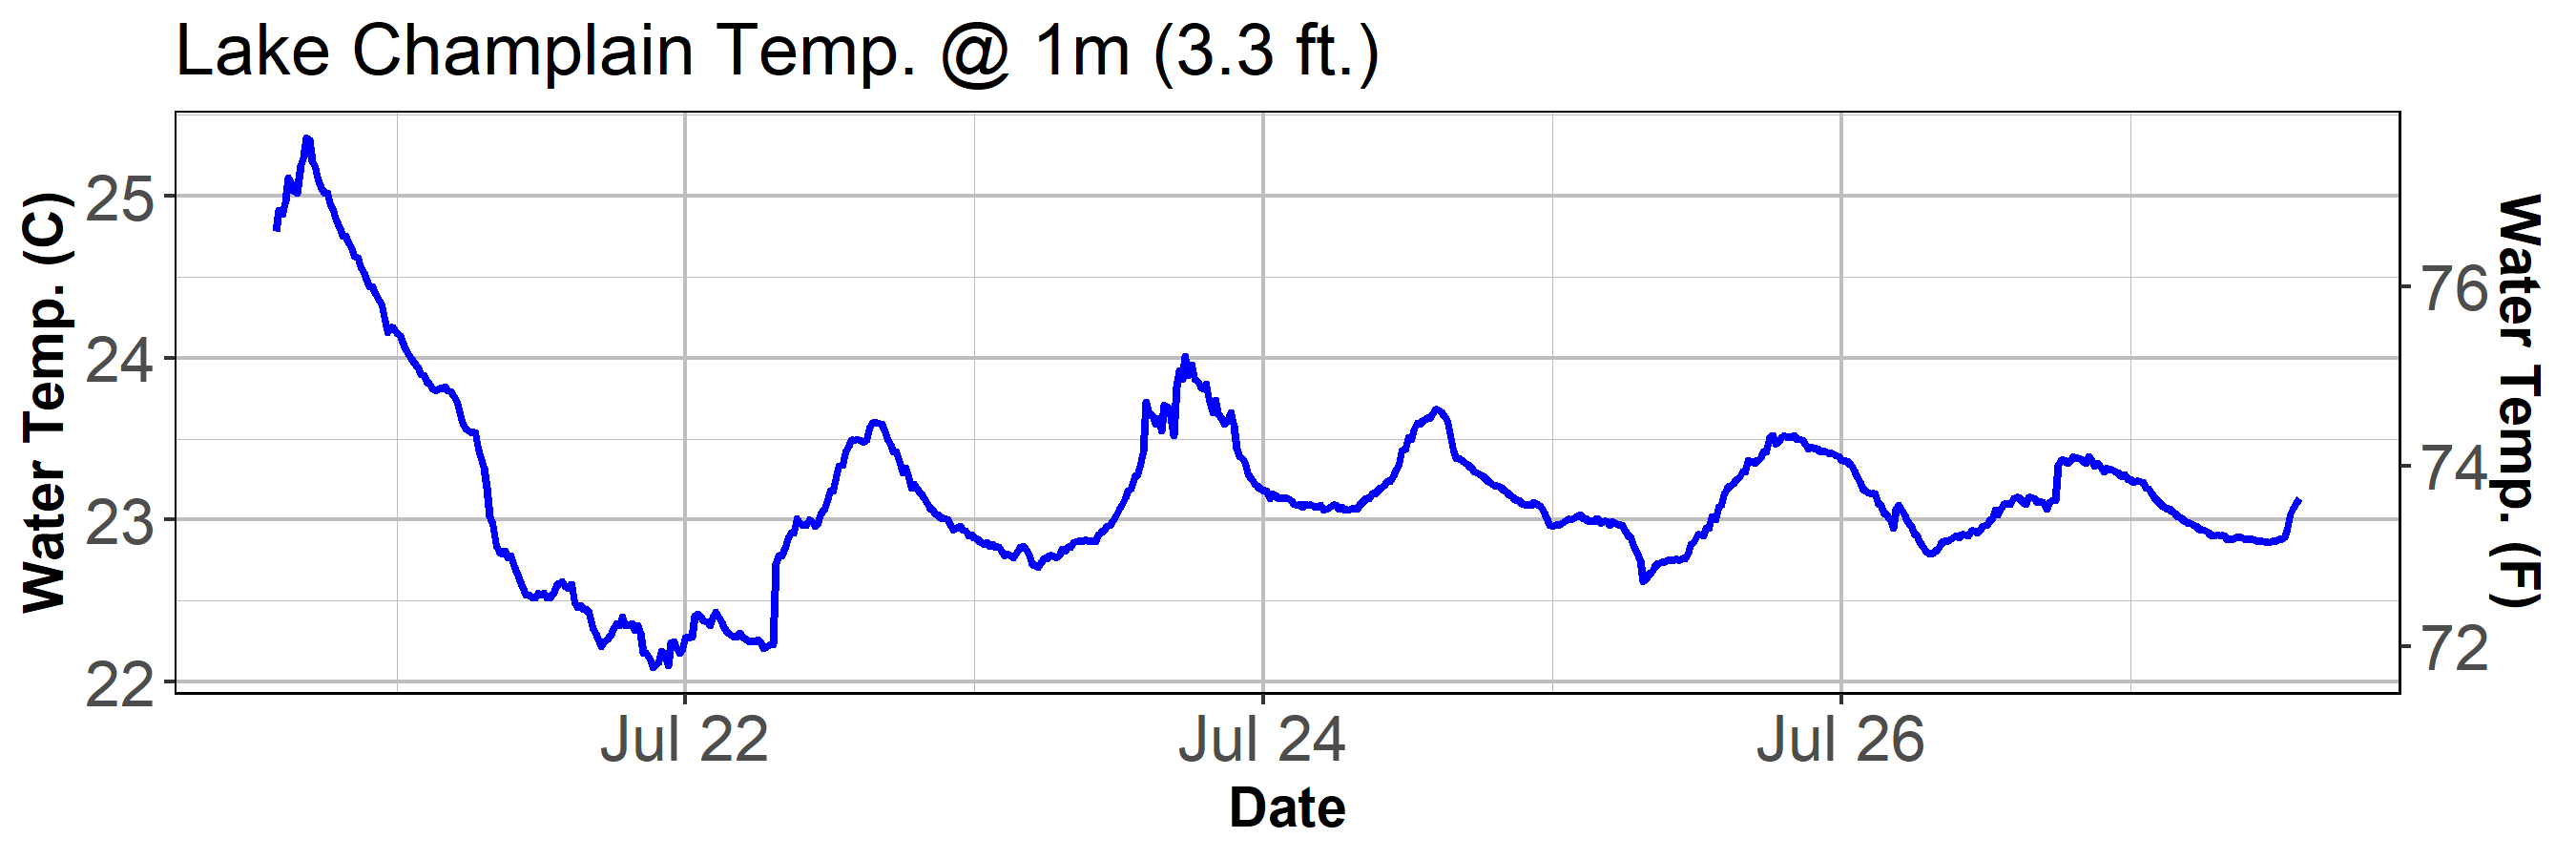 Lake Champlain Temp. @ 1m (3.3 ft.)
Water Temp. (C)
25
24
23
22
76
74
72
Water Temp. (F)
Jul 22 Jul 24 Jul 26
Date